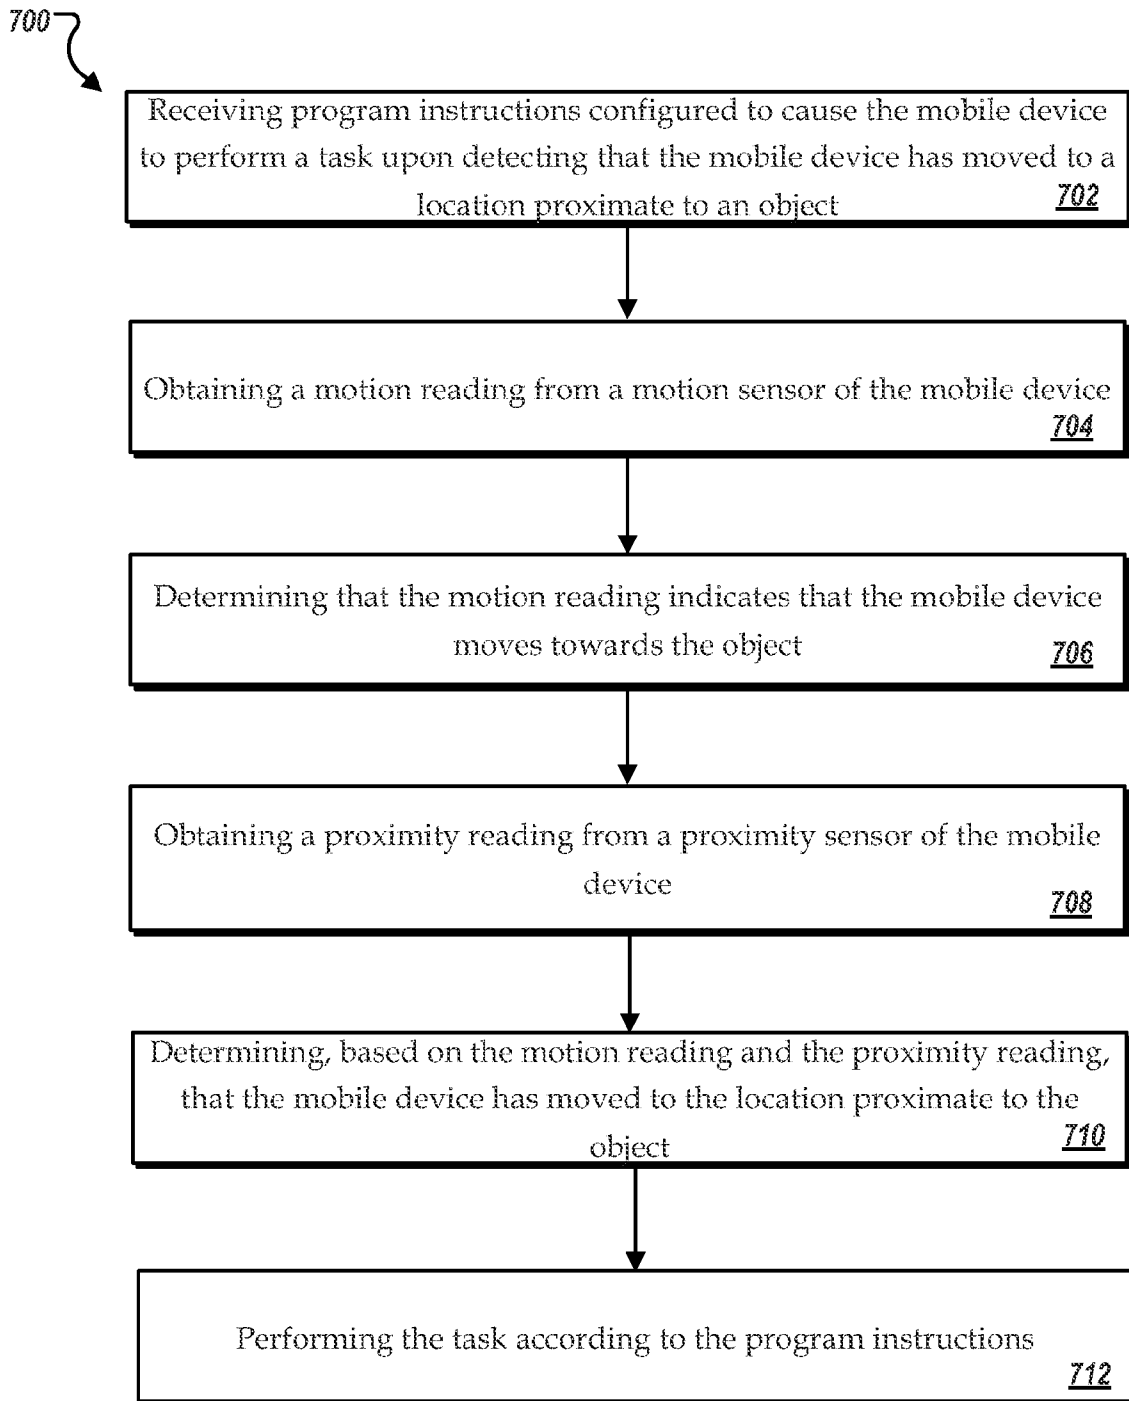 700
Receiving program instructions configured to cause the mobile device
to perform a task upon detecting that the mobile device has moved to a
location proximate to an object
702
Obtaining a motion reading from a motion sensor of the mobile device
704
Determining that the motion reading indicates that the mobile device
moves towards the object
706
Obtaining a proximity reading from a proximity sensor of the mobile
device
708
Determining, based on the motion reading and the proximity reading,
that the mobile device has moved to the location proximate to the
object
710
Performing the task according to the program instructions
712